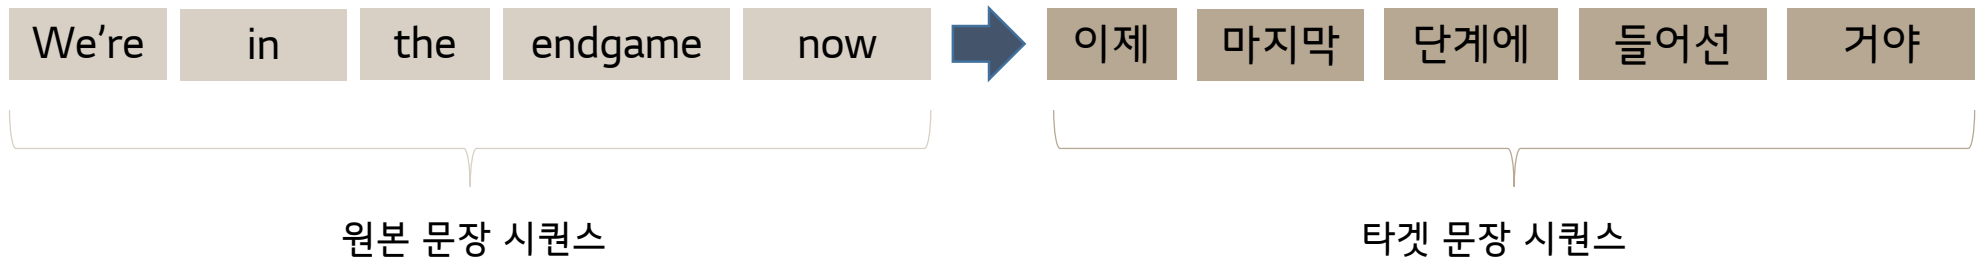 We're in the endgame now 이제 마지막 단계에 들어선 거야
원본 문장 시퀀스 타겟 문장 시퀀스